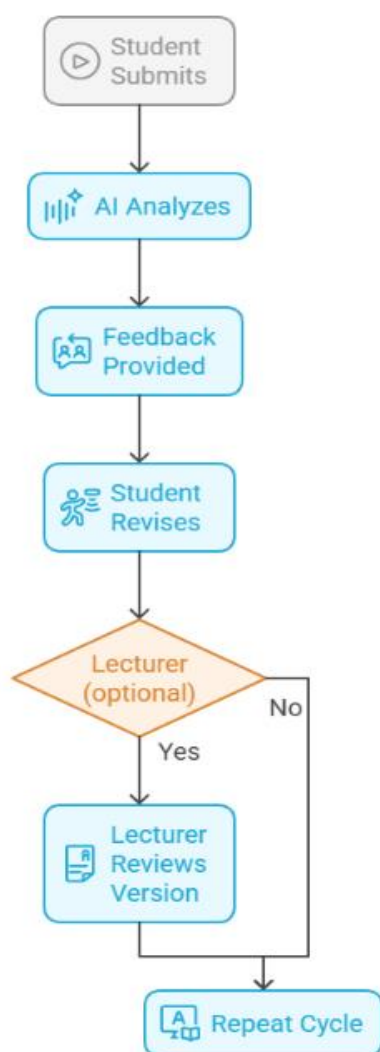 Student
Submits
AI Analyzes
Feedback
Provided
Student
Revises
Lecturer
(optional)
No
Yes
Lecturer
Reviews
Version
Repeat Cycle